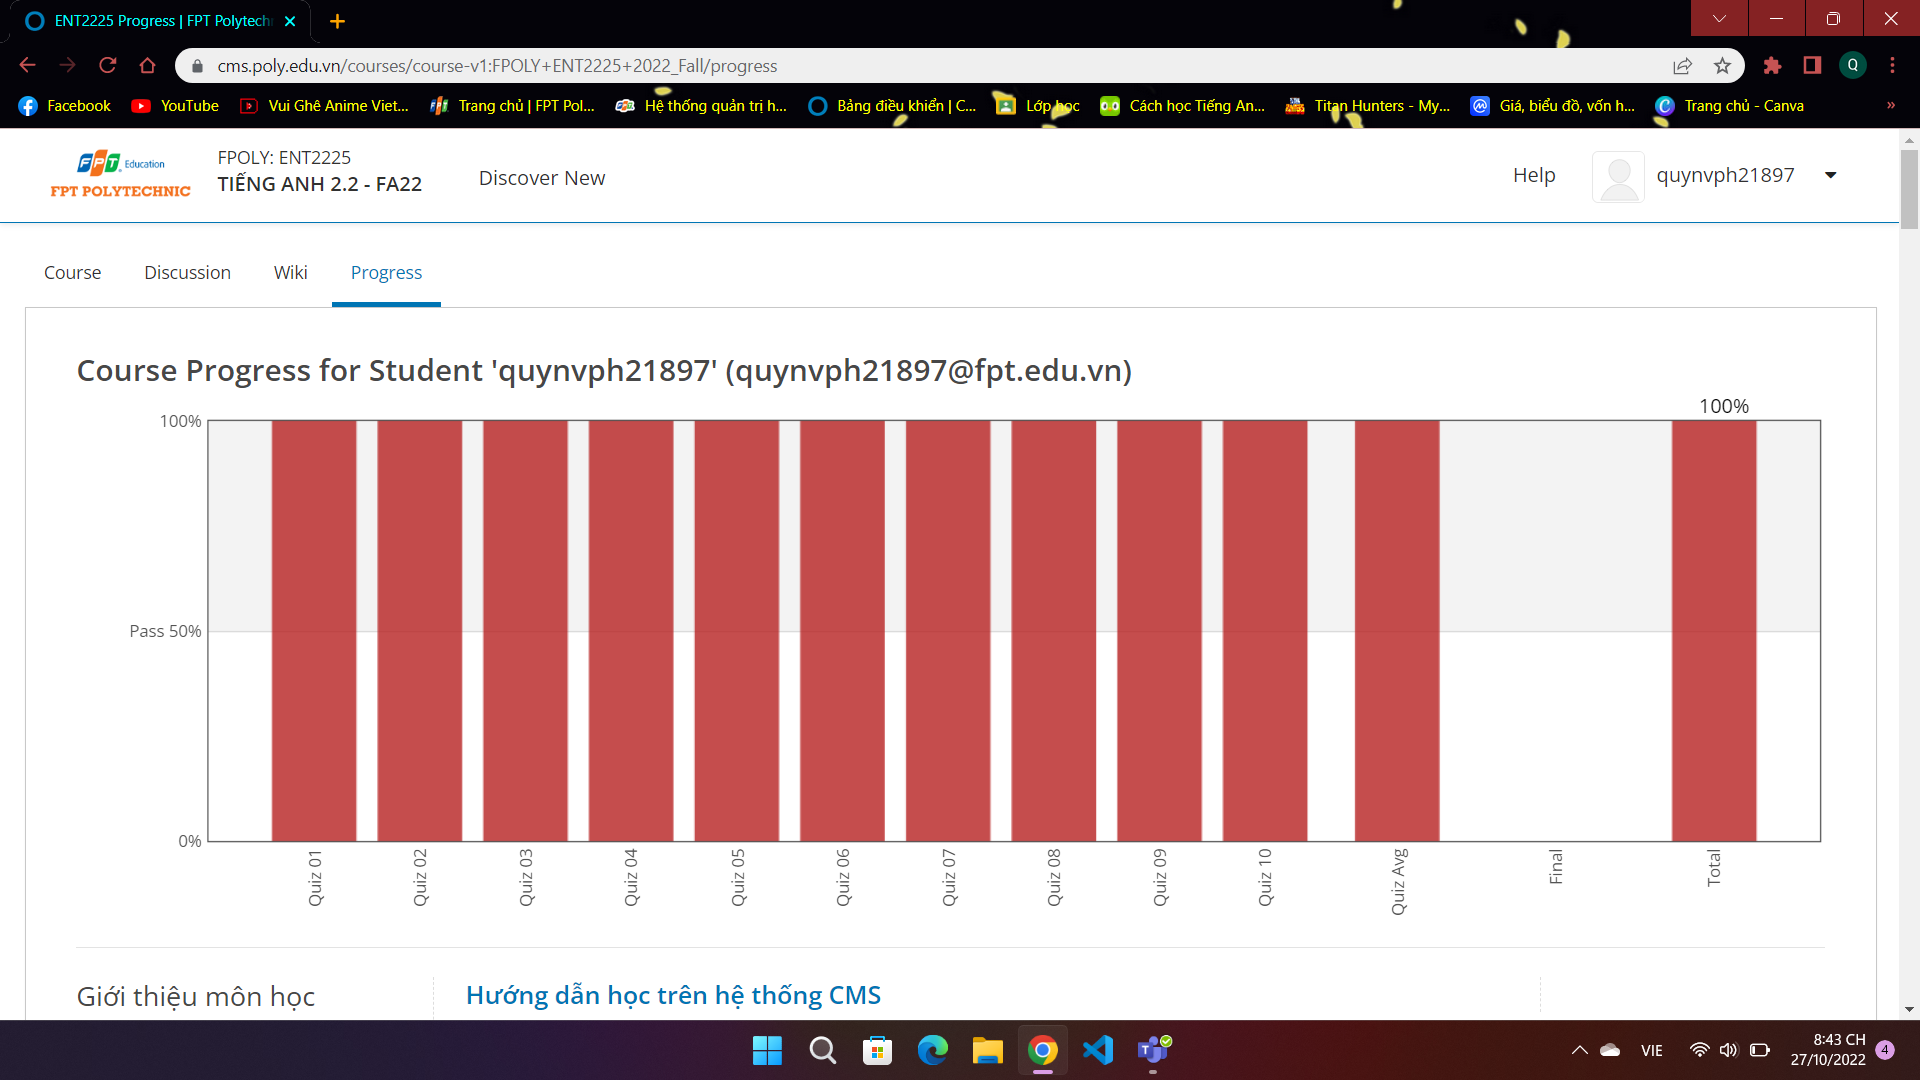 ENT2225 Progress | FPT Polytech
cms.poly.edu.vn/courses/course-v1:FPOLY+ENT2225+2022_Fall/progress
Q
Facebook
YouTube
Vui Ghê Anime Viet...
Trang chủ | FPT Pol...
Hệ thống quản trị h...
Bảng điều khiển | C...
Lớp học
Cách học Tiếng An...
Titan Hunters - My...
Giá, biểu đồ, vốn h...
Trang chủ - Canva
»
FPT Education
FPT POLYTECHNIC
FPOLY: ENT2225
TIẾNG ANH 2.2 - FA22
Discover New
Help
quynvph21897
Course
Discussion
Wiki
Progress
Course Progress for Student 'quynvph21897' (quynvph21897@fpt.edu.vn)
100%
100%
Pass 50%
0%
Quiz 01
Quiz 02
Quiz 03
Quiz 04
Quiz 05
Quiz 06
Quiz 07
Quiz 08
Quiz 09
Quiz 10
Quiz Avg
Final
Total
Giới thiệu môn học
Hướng dẫn học trên hệ thống CMS
VIE
8:43 CH
27/10/2022
4